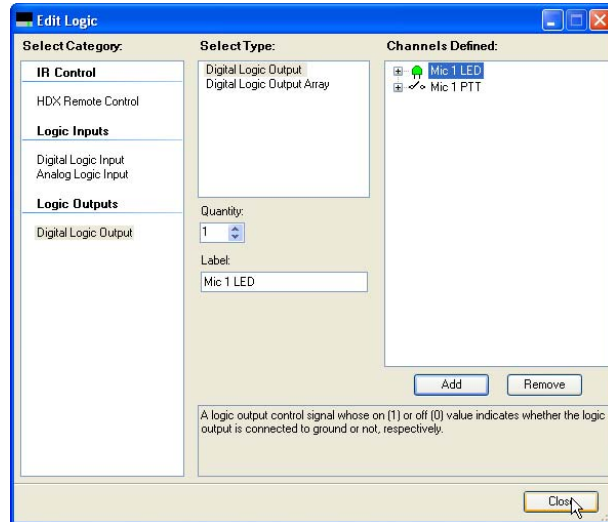 Edit Logic
Select Category:
IR Control
HDX Remote Control
Logic Inputs
Digital Logic Input
Analog Logic Input
Logic Outputs
Digital Logic Output
Select Type:
Digital Logic Output
Digital Logic Output Array
Quantity:
1
Label:
Mic 1 LED
Channels Defined:
Mic 1 LED
Mic 1 PTT
Add
Remove
A logic output control signal whose on (1) or off (0) value indicates whether the logic
output is connected to ground or not, respectively.
Close